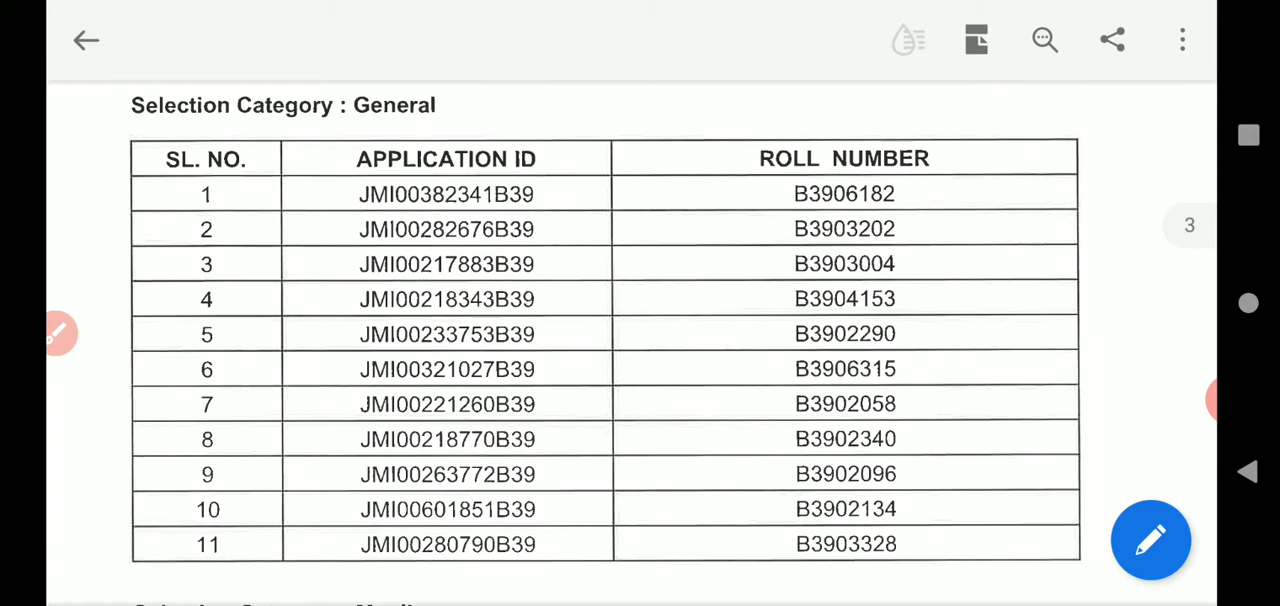 Selection Category : General
SL. NO. APPLICATION ID ROLL NUMBER
1 JMI00382341B39 B3906182
2 JMI00282676B39 B3903202
3 JMI00217883B39 B3903004
4 JMI00218343B39 B3904153
5 JMI00233753B39 B3902290
6 JMI00321027B39 B3906315
7 JMI00221260B39 B3902058
8 JMI00218770B39 B3902340
9 JMI00263772B39 B3902096
10 JMI00601851B39 B3902134
11 JMI00280790B39 B3903328
3